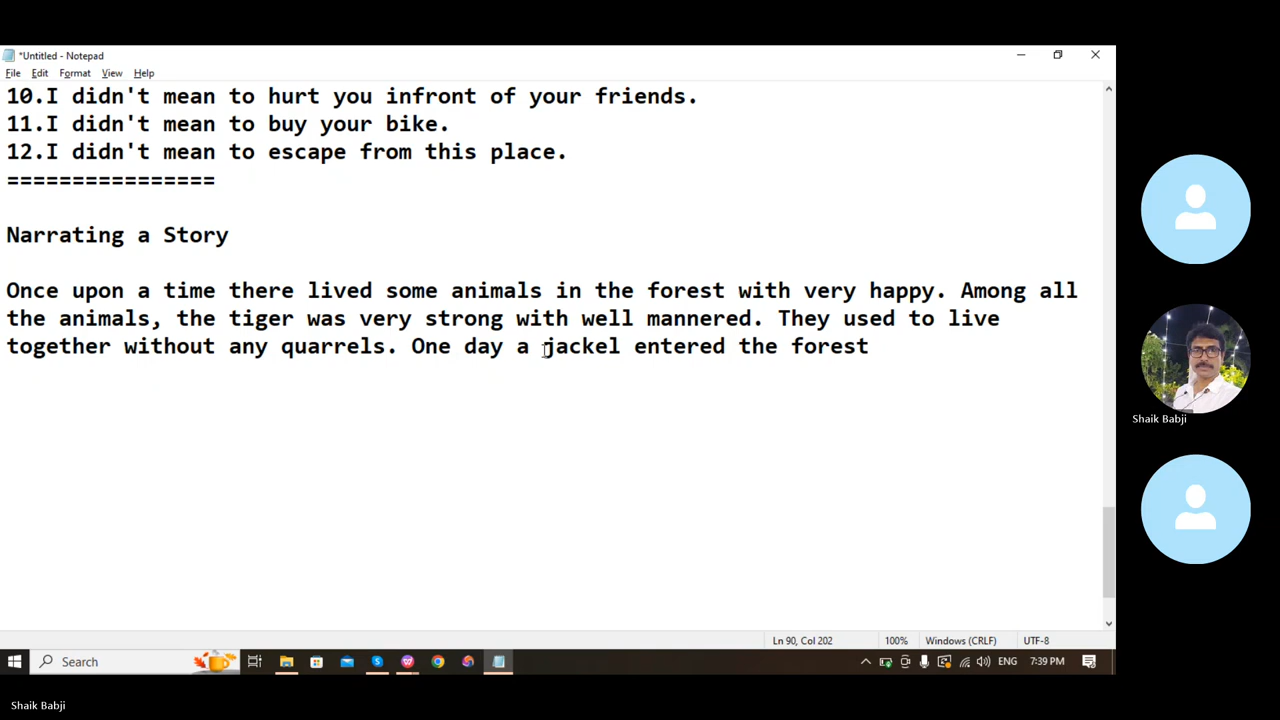 *Untitled - Notepad
File Edit Format View Help
10.I didn't mean to hurt you infront of your friends.
11.I didn't mean to buy your bike.
12.I didn't mean to escape from this place.
================
Narrating a Story
Once upon a time there lived some animals in the forest with very happy. Among all
the animals, the tiger was very strong with well mannered. They used to live
together without any quarrels. One day a jackel entered the forest
Shaik Babji
Ln 90, Col 202 100% Windows (CRLF) UTF-8
Search ENG 7:39 PM
Shaik Babji